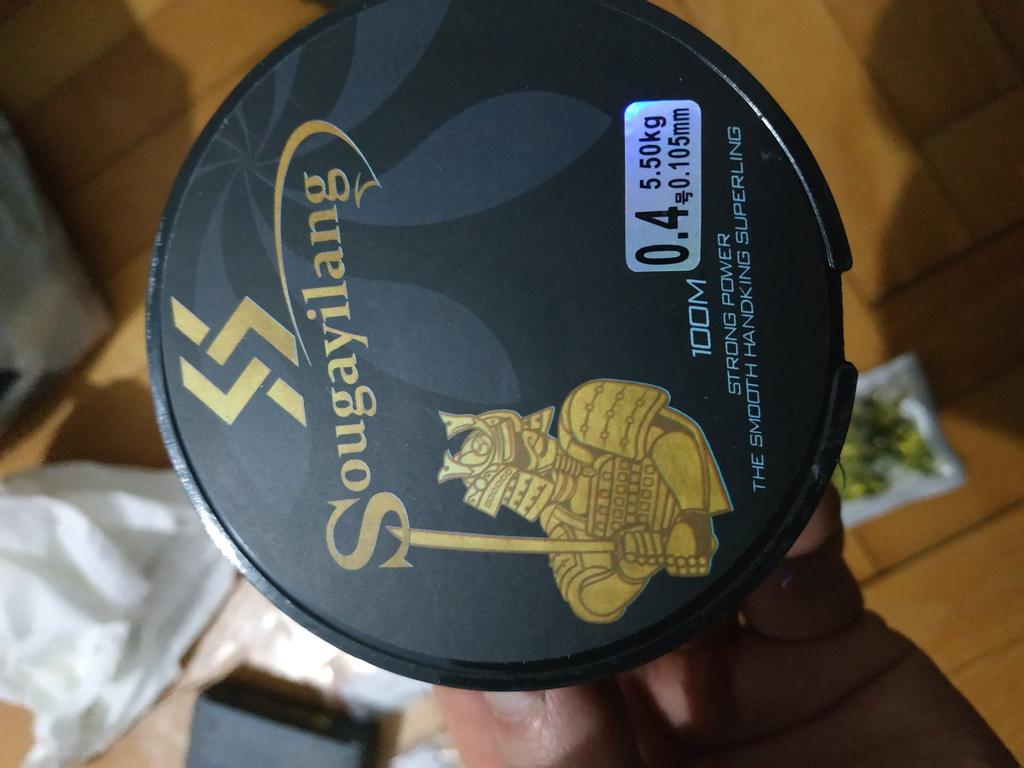 Sougayilang
0.4号 5.50kg
0.105mm
100M
STRONG POWER
THE SMOOTH HANDKING SUPERLING